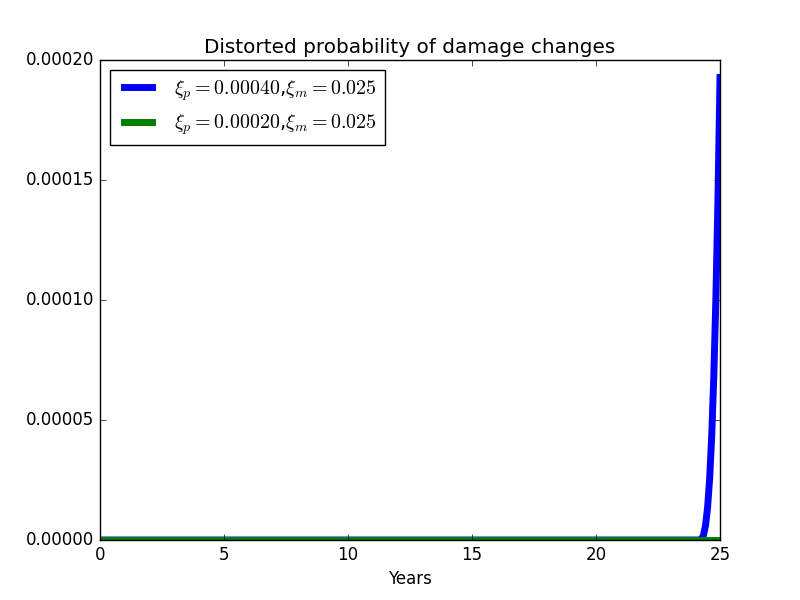 Distorted probability of damage changes
0.00020
0.00015
0.00010
0.00005
0.00000
ξp = 0.00040,ξm = 0.025
ξp = 0.00020,ξm = 0.025
0 5 10 15 20 25
Years